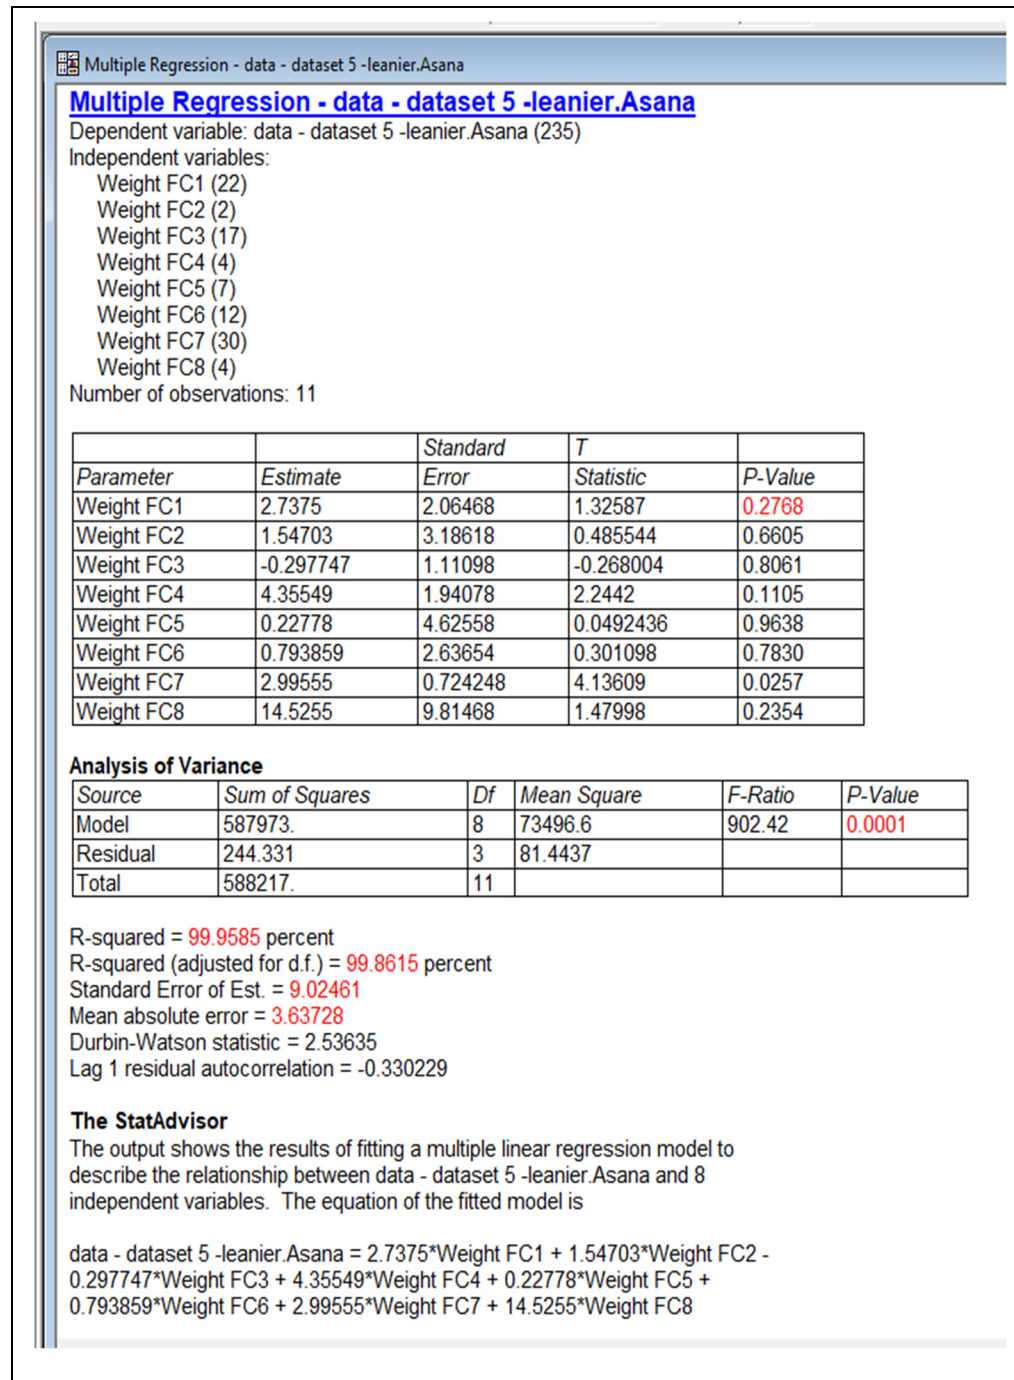 Multiple Regression - data - dataset 5 -leanier.Asana
Multiple Regression - data - dataset 5 -leanier.Asana
Dependent variable: data - dataset 5 -leanier.Asana (235)
Independent variables:
Weight FC1 (22)
Weight FC2 (2)
Weight FC3 (17)
Weight FC4 (4)
Weight FC5 (7)
Weight FC6 (12)
Weight FC7 (30)
Weight FC8 (4)
Number of observations: 11
Standard T
Parameter Estimate Error Statistic P-Value
Weight FC1 2.7375 2.06468 1.32587 0.2768
Weight FC2 1.54703 3.18618 0.485544 0.6605
Weight FC3 -0.297747 1.11098 -0.268004 0.8061
Weight FC4 4.35549 1.94078 2.2442 0.1105
Weight FC5 0.22778 4.62558 0.0492436 0.9638
Weight FC6 0.793859 2.63654 0.301098 0.7830
Weight FC7 2.99555 0.724248 4.13609 0.0257
Weight FC8 14.5255 9.81468 1.47998 0.2354
Analysis of Variance
Source Sum of Squares Df Mean Square F-Ratio P-Value
Model 587973. 8 73496.6 902.42 0.0001
Residual 244.331 3 81.4437
Total 588217. 11
R-squared = 99.9585 percent
R-squared (adjusted for d.f.) = 99.8615 percent
Standard Error of Est. = 9.02461
Mean absolute error = 3.63728
Durbin-Watson statistic = 2.53635
Lag 1 residual autocorrelation = -0.330229
The StatAdvisor
The output shows the results of fitting a multiple linear regression model to
describe the relationship between data - dataset 5 -leanier.Asana and 8
independent variables.  The equation of the fitted model is
data - dataset 5 -leanier.Asana = 2.7375*Weight FC1 + 1.54703*Weight FC2 -
0.297747*Weight FC3 + 4.35549*Weight FC4 + 0.22778*Weight FC5 +
0.793859*Weight FC6 + 2.99555*Weight FC7 + 14.5255*Weight FC8